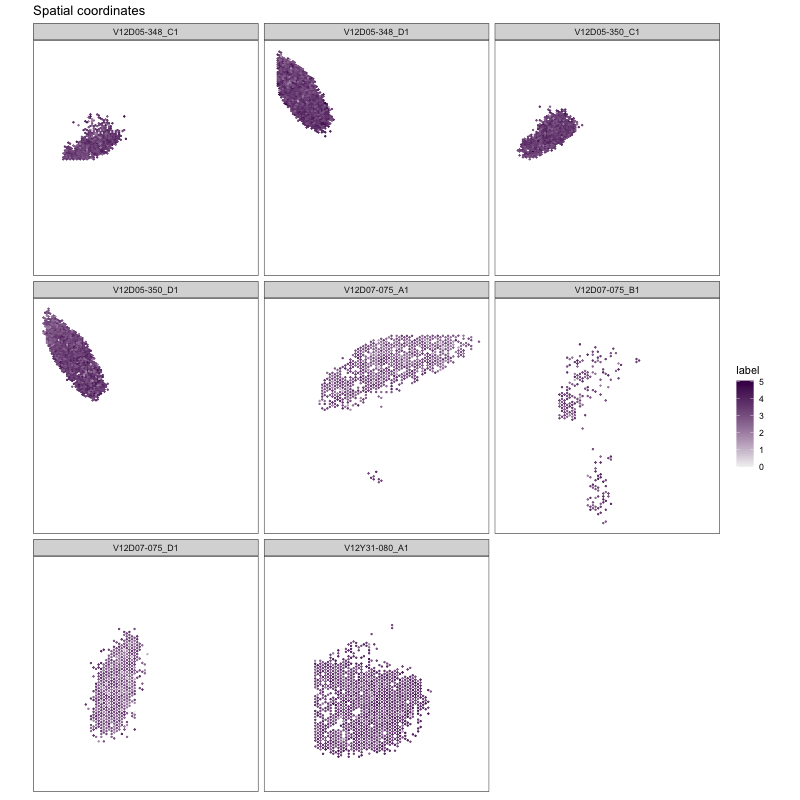 Spatial coordinates
V12D05-348_C1
V12D05-348_D1
V12D05-350_C1
V12D05-350_D1
V12D07-075_A1
V12D07-075_B1
label
5
4
3
2
1
0
V12D07-075_D1
V12Y31-080_A1